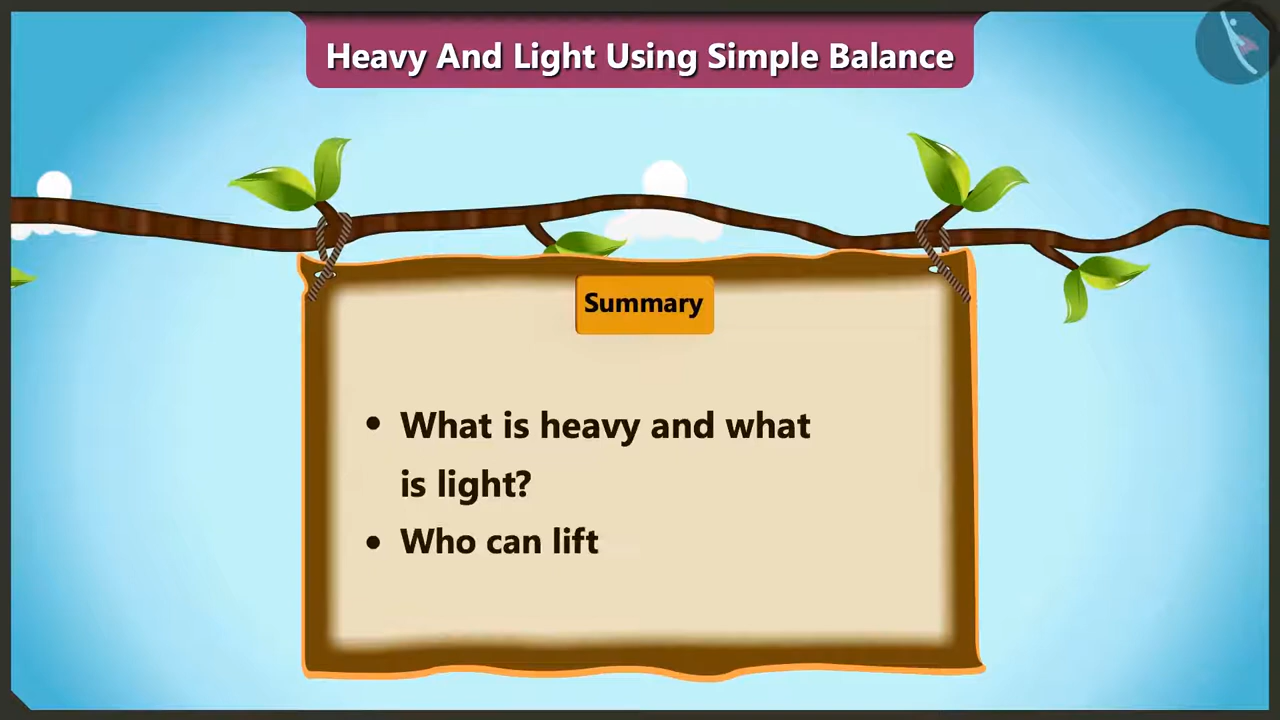 Heavy And Light Using Simple Balance
Summary
• What is heavy and what
is light?
• Who can lift